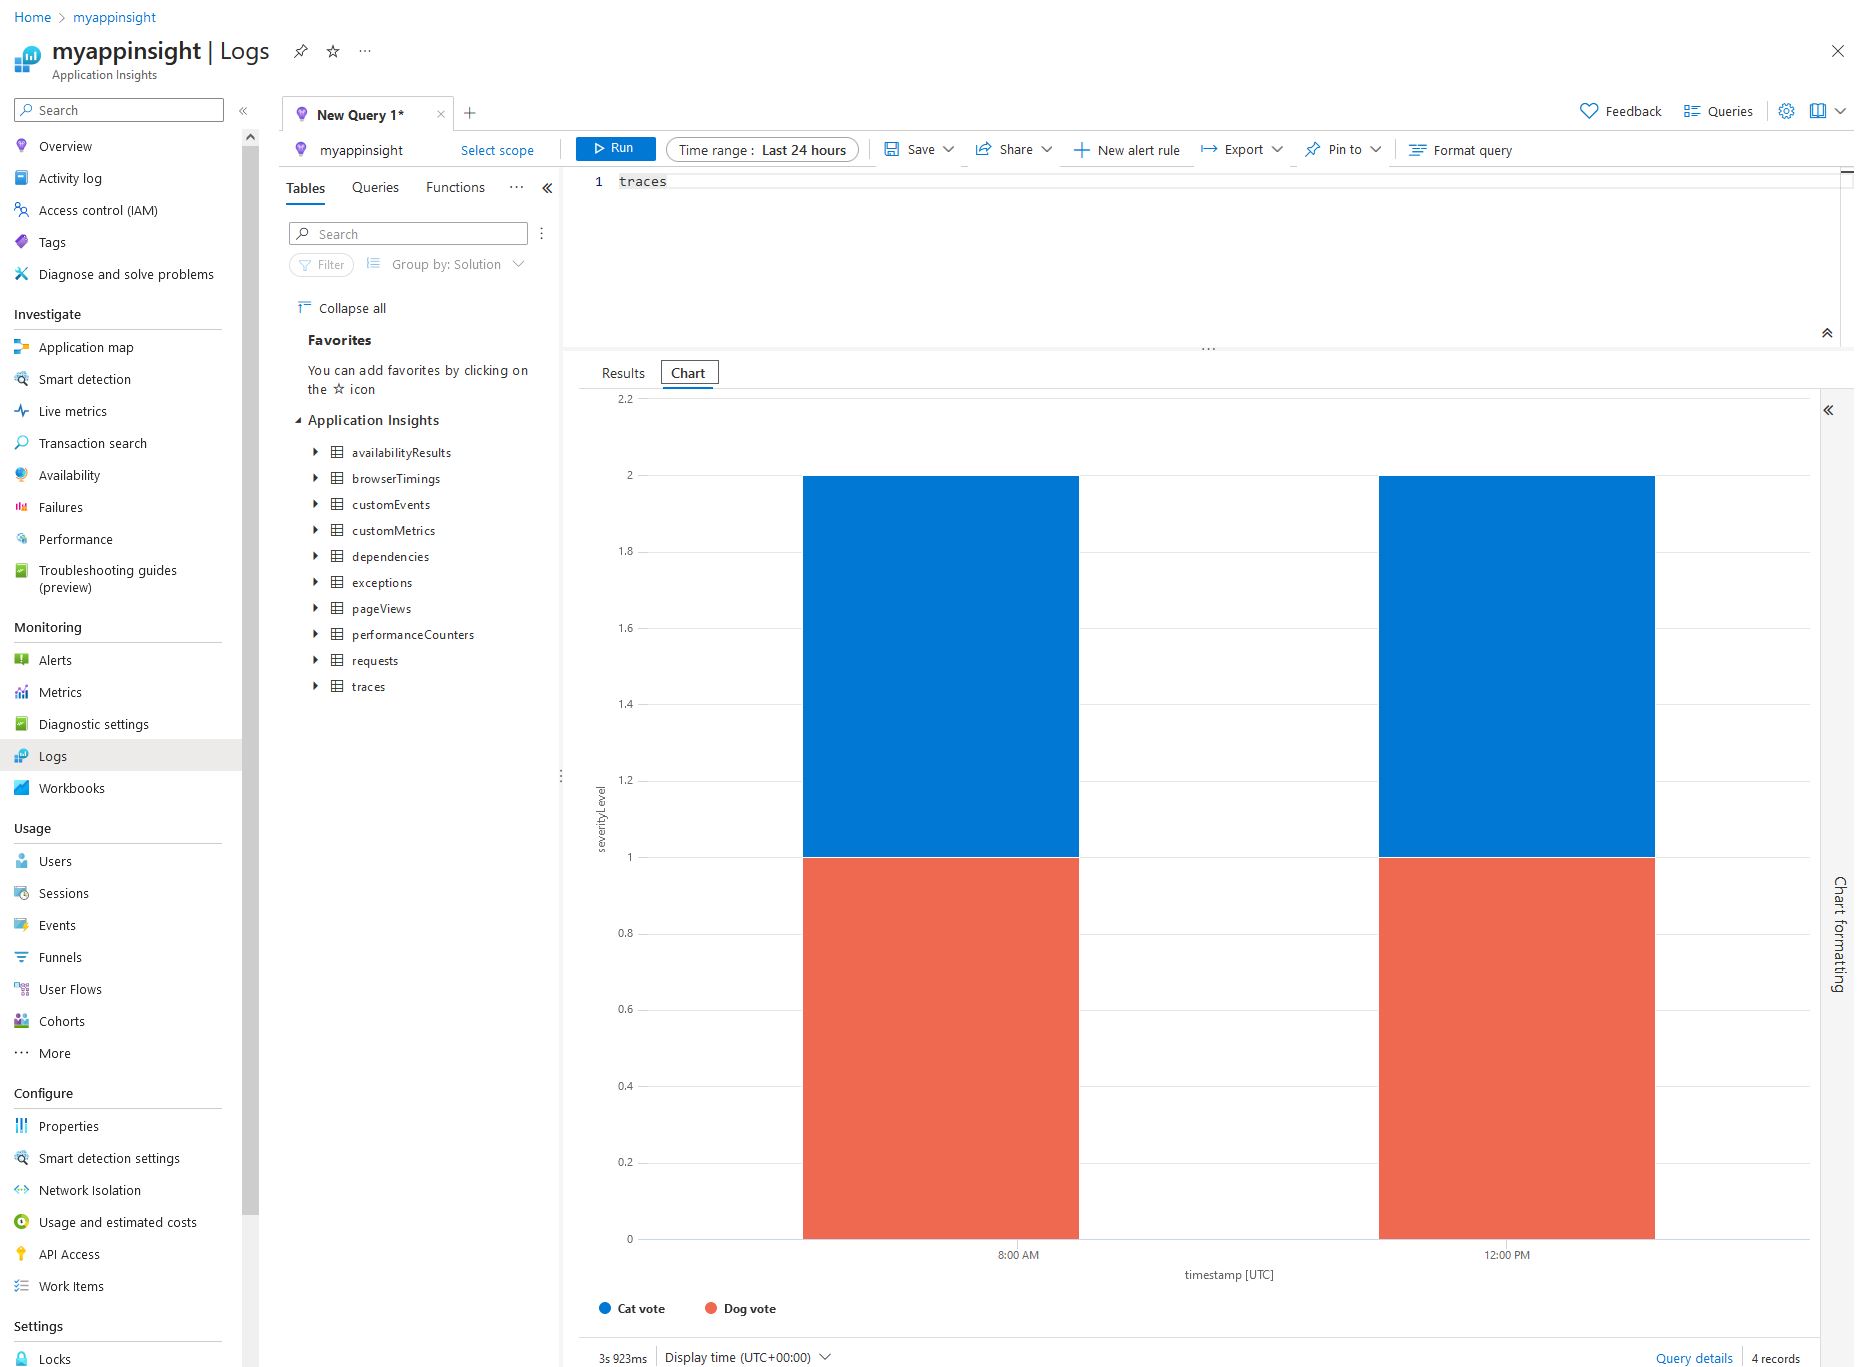 Home > myappinsight
myappinsight | Logs
Application Insights
Search
Overview
Activity log
Access control (IAM)
Tags
Diagnose and solve problems
Investigate
Application map
Smart detection
Live metrics
Transaction search
Availability
Failures
Performance
Troubleshooting guides
(preview)
Monitoring
Alerts
Metrics
Diagnostic settings
Logs
Workbooks
Usage
Users
Sessions
Events
Funnels
User Flows
Cohorts
More
Configure
Properties
Smart detection settings
Network Isolation
Usage and estimated costs
API Access
Work Items
Settings
Locks
New Query 1*
Feedback
Queries
myappinsight
Select scope
Run
Time range : Last 24 hours
Save
Share
New alert rule
Export
Pin to
Format query
Tables
Queries
Functions
Search
Filter
Group by: Solution
Collapse all
Favorites
You can add favorites by clicking on
the ☆ icon
Application Insights
availabilityResults
browserTimings
customEvents
customMetrics
dependencies
exceptions
pageViews
performanceCounters
requests
traces
1 traces
Results
Chart
2.2
2
1.8
1.6
1.4
1.2
1
0.8
0.6
0.4
0.2
0
severityLevel
8:00 AM
12:00 PM
timestamp [UTC]
Cat vote
Dog vote
Chart formatting
3s 923ms
Display time (UTC+00:00)
Query details
4 records